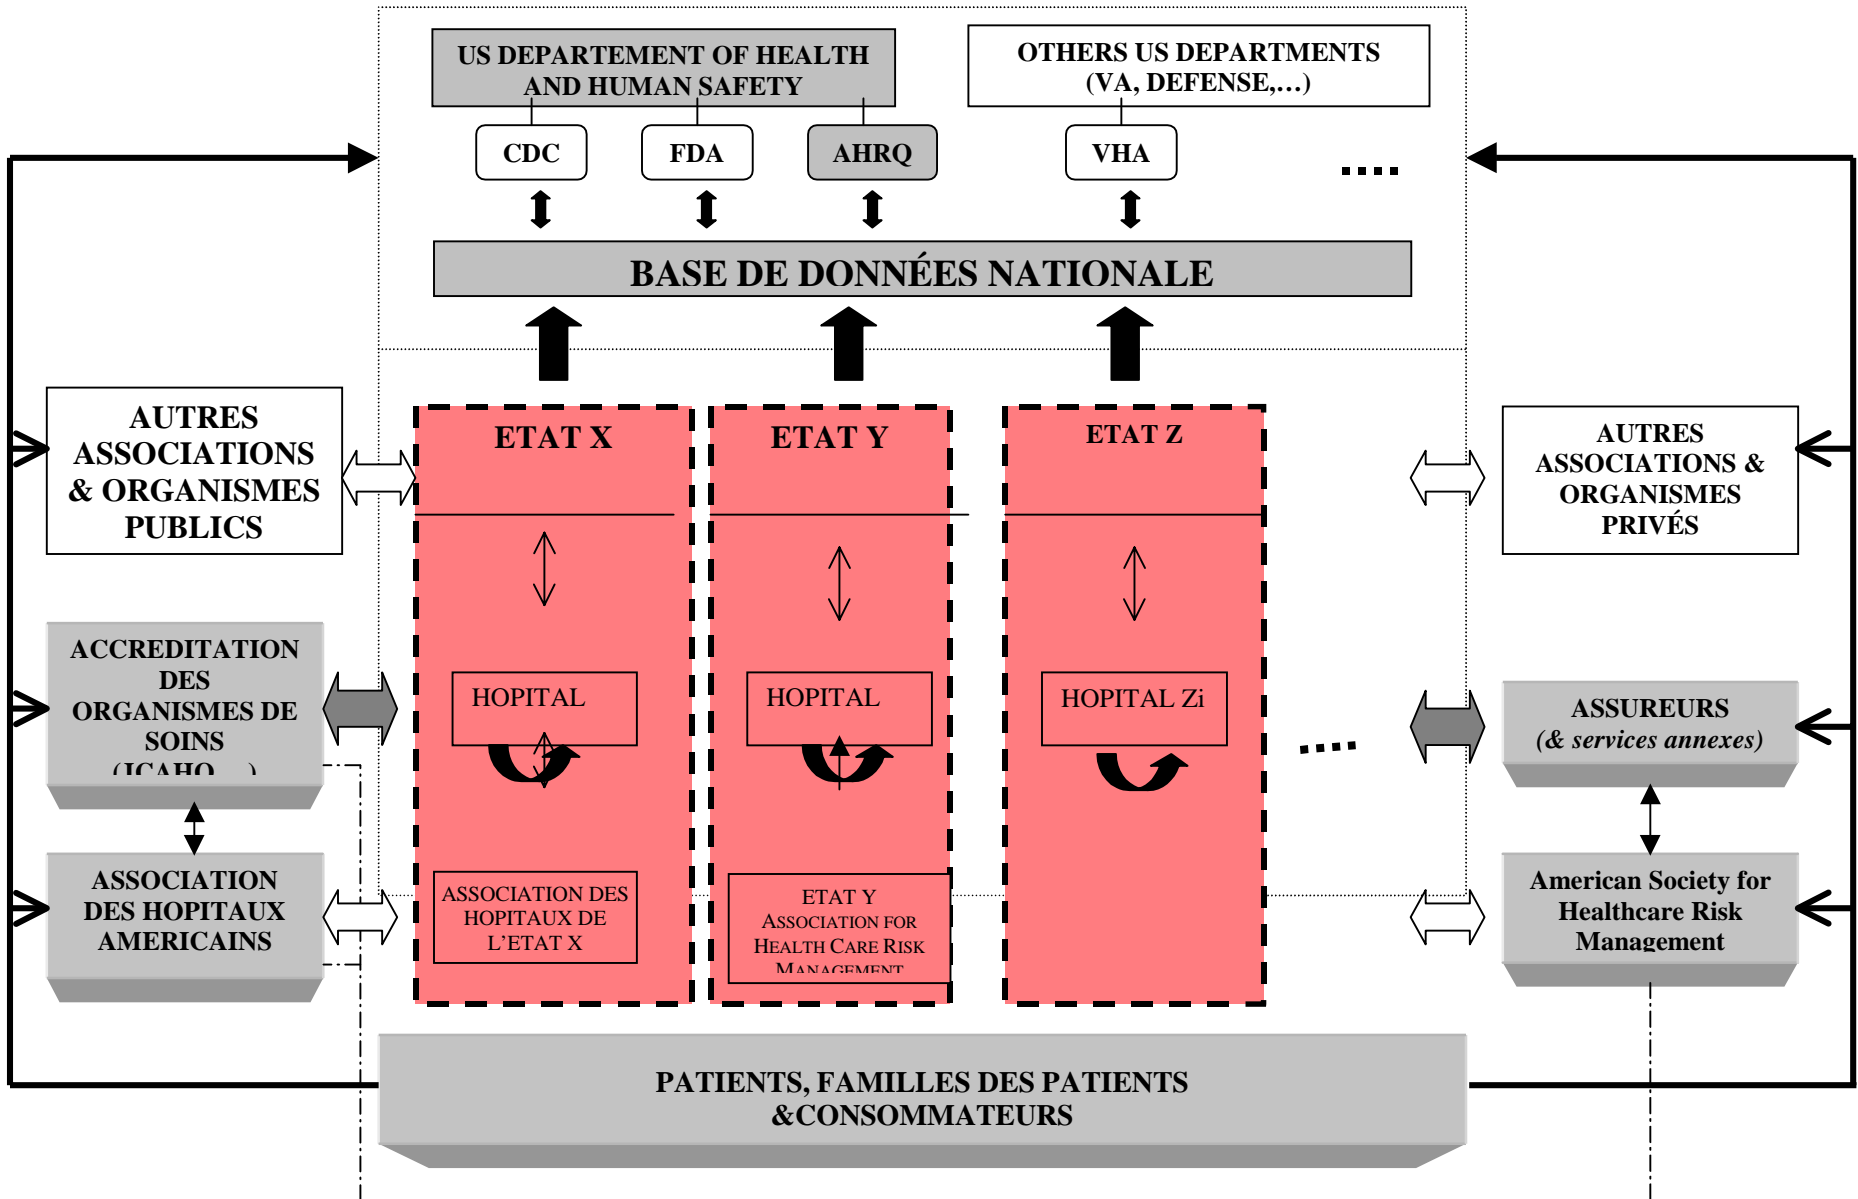 US DEPARTEMENT OF HEALTH
AND HUMAN SAFETY
OTHERS US DEPARTMENTS
(VA, DEFENSE,...)
CDC
FDA
AHRQ
VHA
.....
BASE DE DONNÉES NATIONALE
AUTRES
ASSOCIATIONS
& ORGANISMES
PUBLICS
ETAT X
ETAT Y
ETAT Z
AUTRES
ASSOCIATIONS &
ORGANISMES
PRIVÉS
ACCREDITATION
DES
ORGANISMES DE
SOINS
(JCAHO,...)
HOPITAL
HOPITAL
HOPITAL Zi
.....
ASSUREURS
(& services annexes)
ASSOCIATION
DES HOPITAUX
AMERICAINS
ASSOCIATION DES
HOPITAUX DE
L'ETAT X
ETAT Y
ASSOCIATION FOR
HEALTH CARE RISK
MANAGEMENT
American Society for
Healthcare Risk
Management
PATIENTS, FAMILLES DES PATIENTS
&CONSOMMATEURS